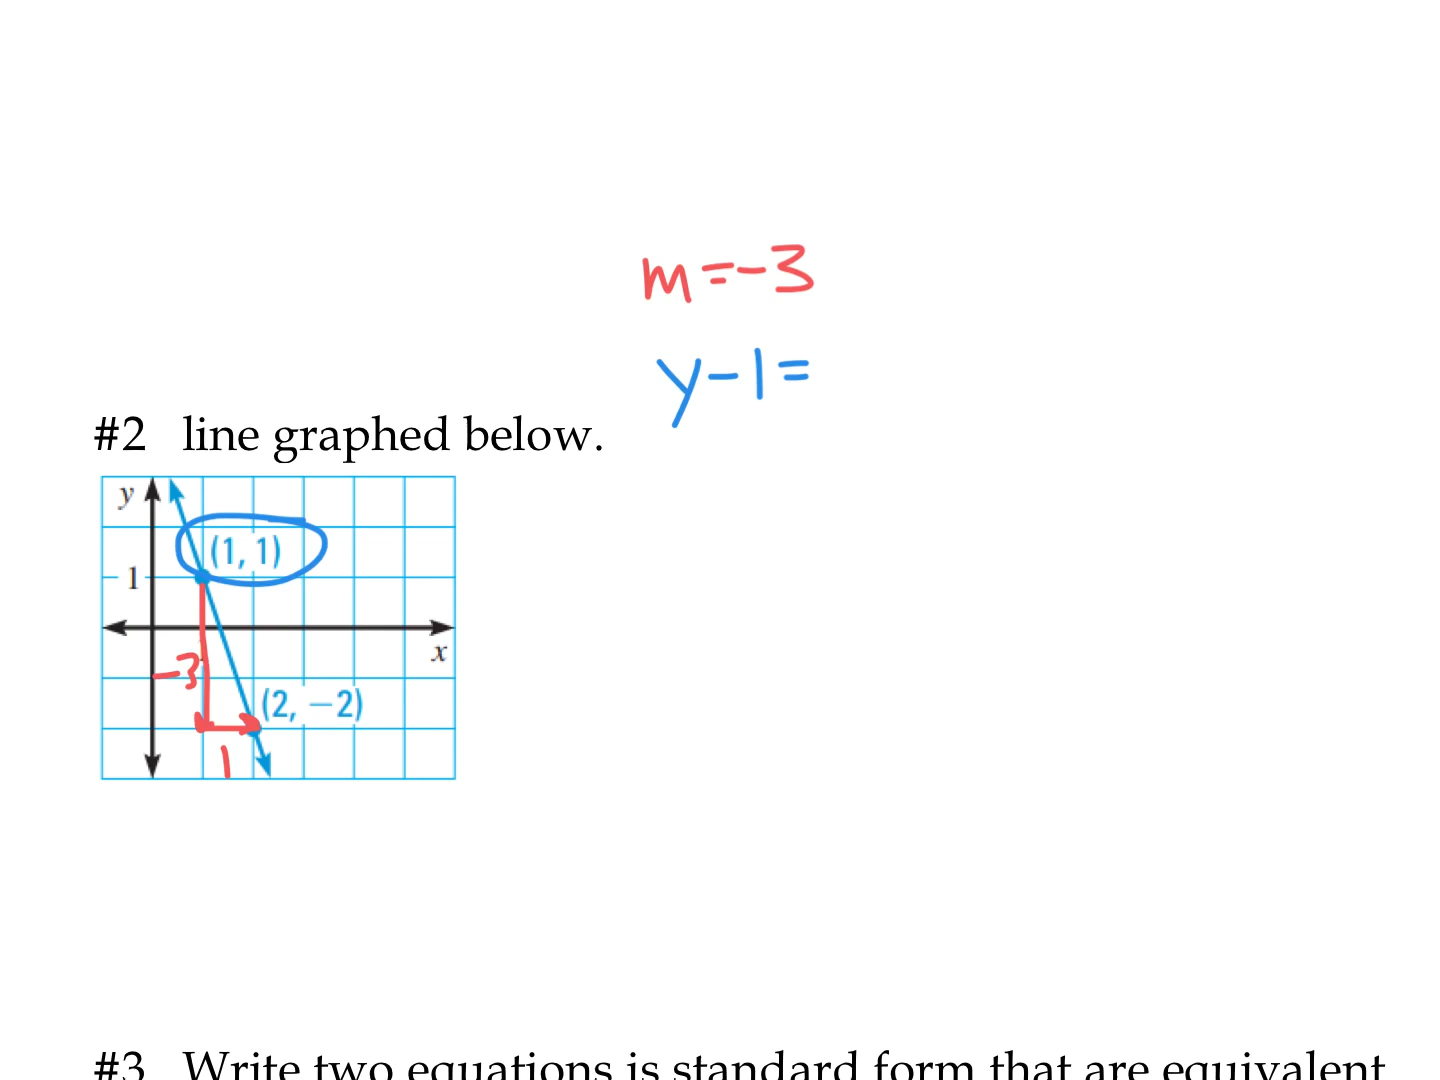 m=-3
y-1=
#2 line graphed below.
y
(1, 1)
1
x
-3
(2, −2)
1
#3 Write two equations is standard form that are equivalent